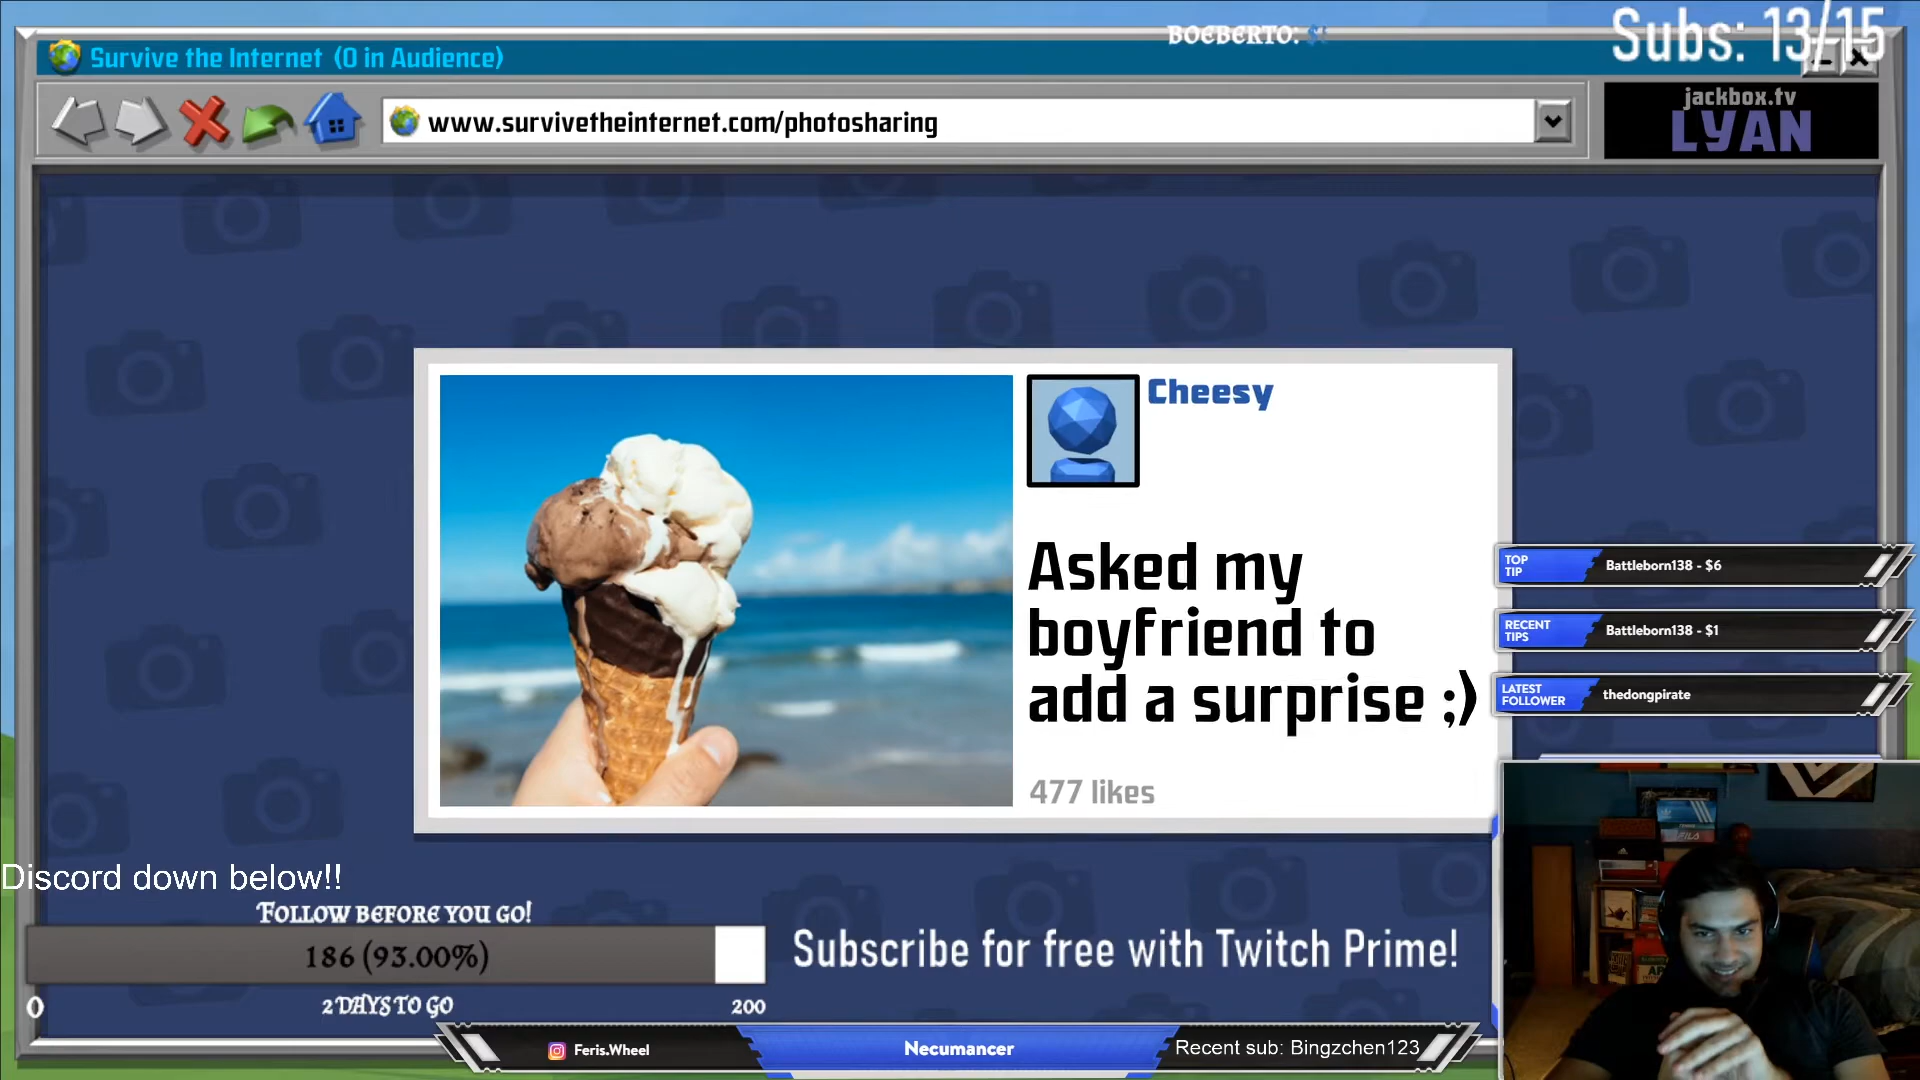 BOEBERTO: $1
Subs: 13/15
Survive the Internet (0 in Audience)
www.survivetheinternet.com/photosharing
jackbox.tv
LYAN
Cheesy
Asked my
boyfriend to
add a surprise ;)
477 likes
TOP
TIP
Battleborn138 - $6
RECENT
TIPS
Battleborn138 - $1
LATEST
FOLLOWER
thedongpirate
Discord down below!!
Follow before you go!
186 (93.00%)
0
2 days to go
200
Subscribe for free with Twitch Prime!
Feris.Wheel
Necumancer
Recent sub: Bingzchen123